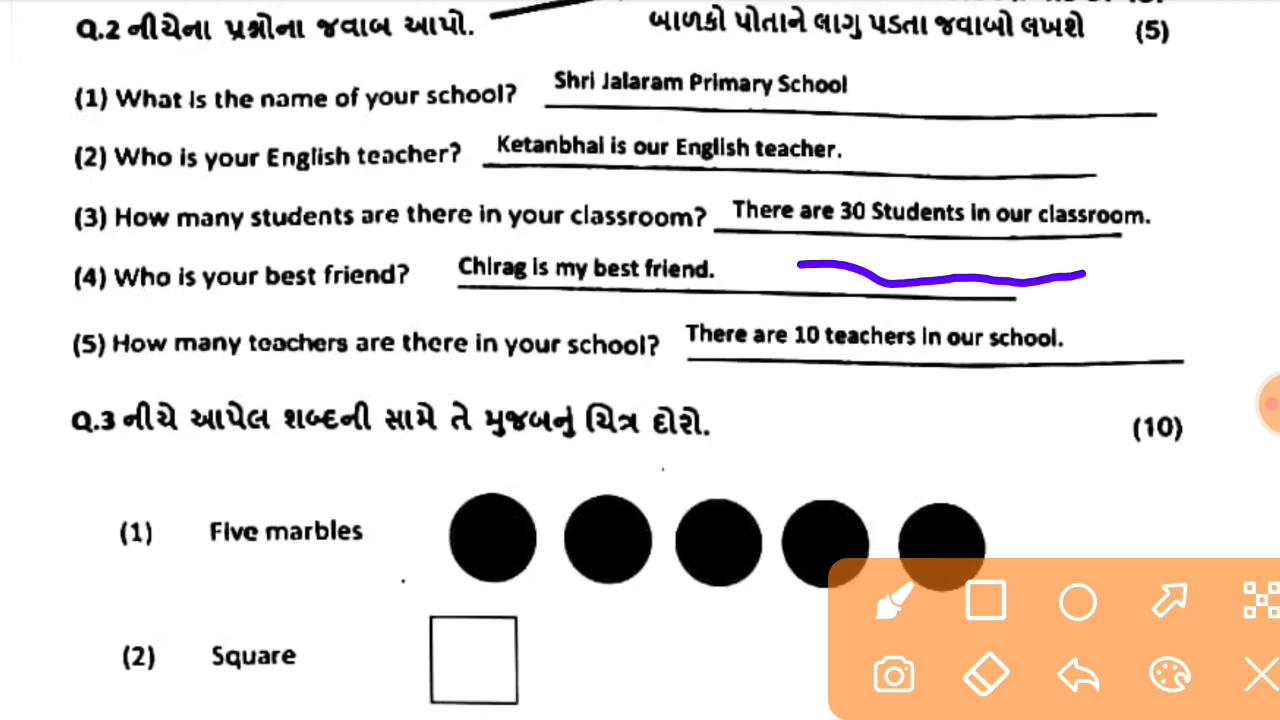 Q.2 નીચેના પ્રશ્નોના જવાબ આપો. બાળકો પોતાને લાગુ પડતા જવાબો લખશે (5)
(1) What is the name of your school? Shri Jalaram Primary School
(2) Who is your English teacher? Ketanbhai is our English teacher.
(3) How many students are there in your classroom? There are 30 Students in our classroom.
(4) Who is your best friend? Chirag is my best friend.
(5) How many teachers are there in your school? There are 10 teachers in our school.
Q.3 નીચે આપેલ શબ્દની સામે તે મુજબનું ચિત્ર દોરો. (10)
(1) Five marbles
(2) Square